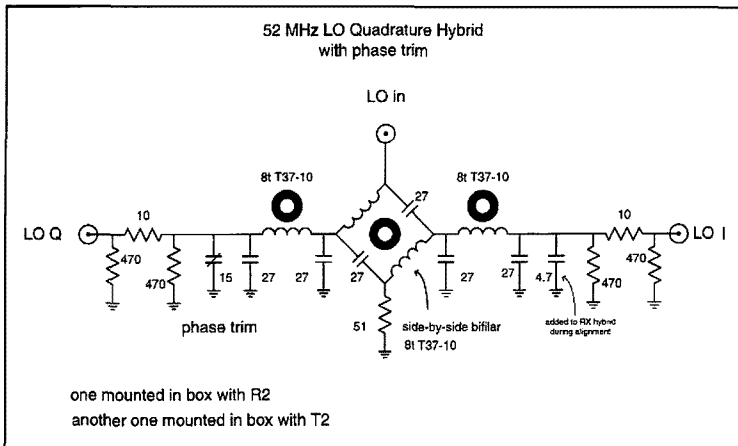 52 MHz LO Quadrature Hybrid
with phase trim
LO in
8t T37-10
8t T37-10
27
10
10
LO Q
LO I
470
470
15
27
27
27
27
27
4.7
470
470
phase trim
51
side-by-side bifilar
8t T37-10
added to RX hybrid
during alignment
one mounted in box with R2
another one mounted in box with T2